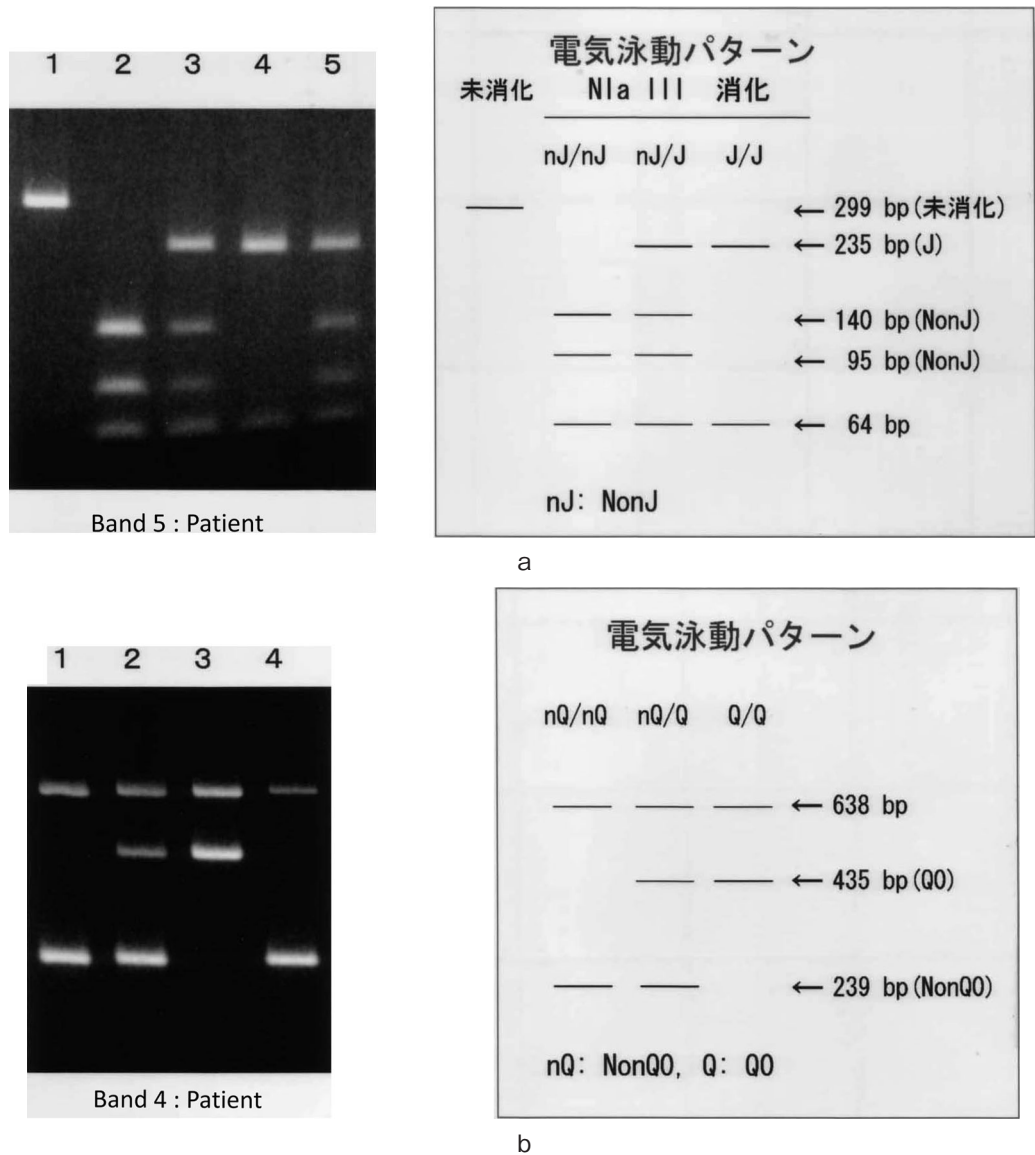 1 2 3 4 5
Band 5 : Patient
電気泳動パターン
未消化 Nla III 消化
nJ/nJ nJ/J J/J
← 299 bp(未消化)
← 235 bp(J)
← 140 bp(NonJ)
← 95 bp(NonJ)
← 64 bp
nJ: NonJ
a
1 2 3 4
Band 4 : Patient
電気泳動パターン
nQ/nQ nQ/Q Q/Q
← 638 bp
← 435 bp(Q0)
← 239 bp(NonQ0)
nQ: NonQ0, Q: Q0
b